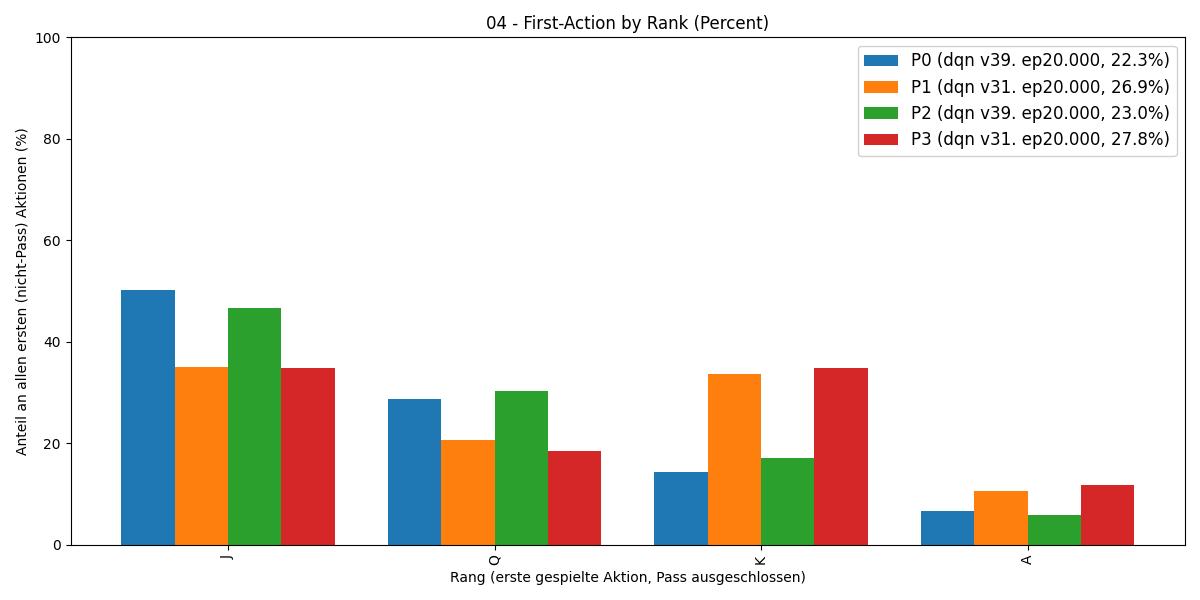 04 - First-Action by Rank (Percent)
P0 (dqn v39. ep20.000, 22.3%)
P1 (dqn v31. ep20.000, 26.9%)
P2 (dqn v39. ep20.000, 23.0%)
P3 (dqn v31. ep20.000, 27.8%)
Anteil an allen ersten (nicht-Pass) Aktionen (%)
100
80
60
40
20
0
J
Q
K
A
Rang (erste gespielte Aktion, Pass ausgeschlossen)